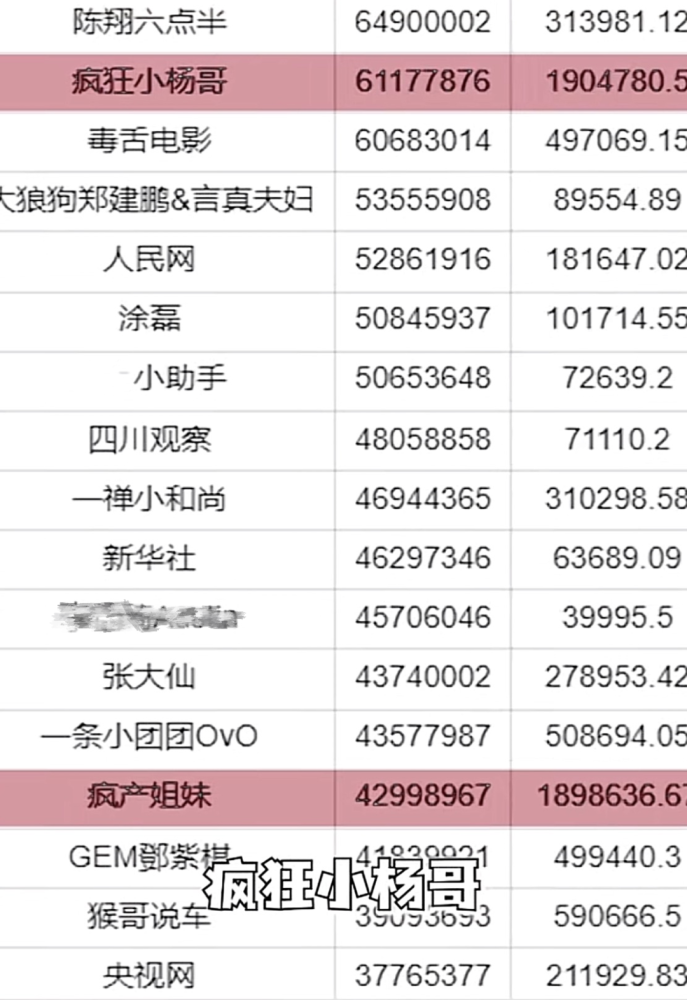 陈翔六点半 64900002 313981.12
疯狂小杨哥 61177876 1904780.5
毒舌电影 60683014 497069.15
大狼狗郑建鹏&言真夫妇 53555908 89554.89
人民网 52861916 181647.02
涂磊 50845937 101714.55
小助手 50653648 72639.2
四川观察 48058858 71110.2
一禅小和尚 46944365 310298.58
新华社 46297346 63689.09
45706046 39995.5
张大仙 43740002 278953.42
一条小团团OvO 43577987 508694.05
疯产姐妹 42998967 1898636.67
GEM鄧紫棋 41839921 499440.3
疯狂小杨哥
猴哥说车 39093693 590666.5
央视网 37765377 211929.83